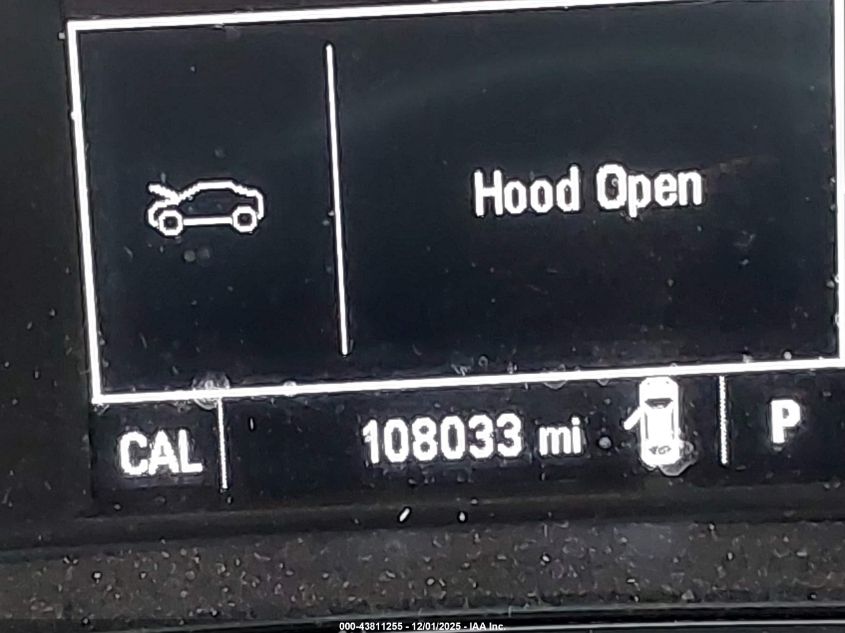 Hood Open
CAL 108033 mi P
000-43811255 - 12/01/2025 - IAA Inc.